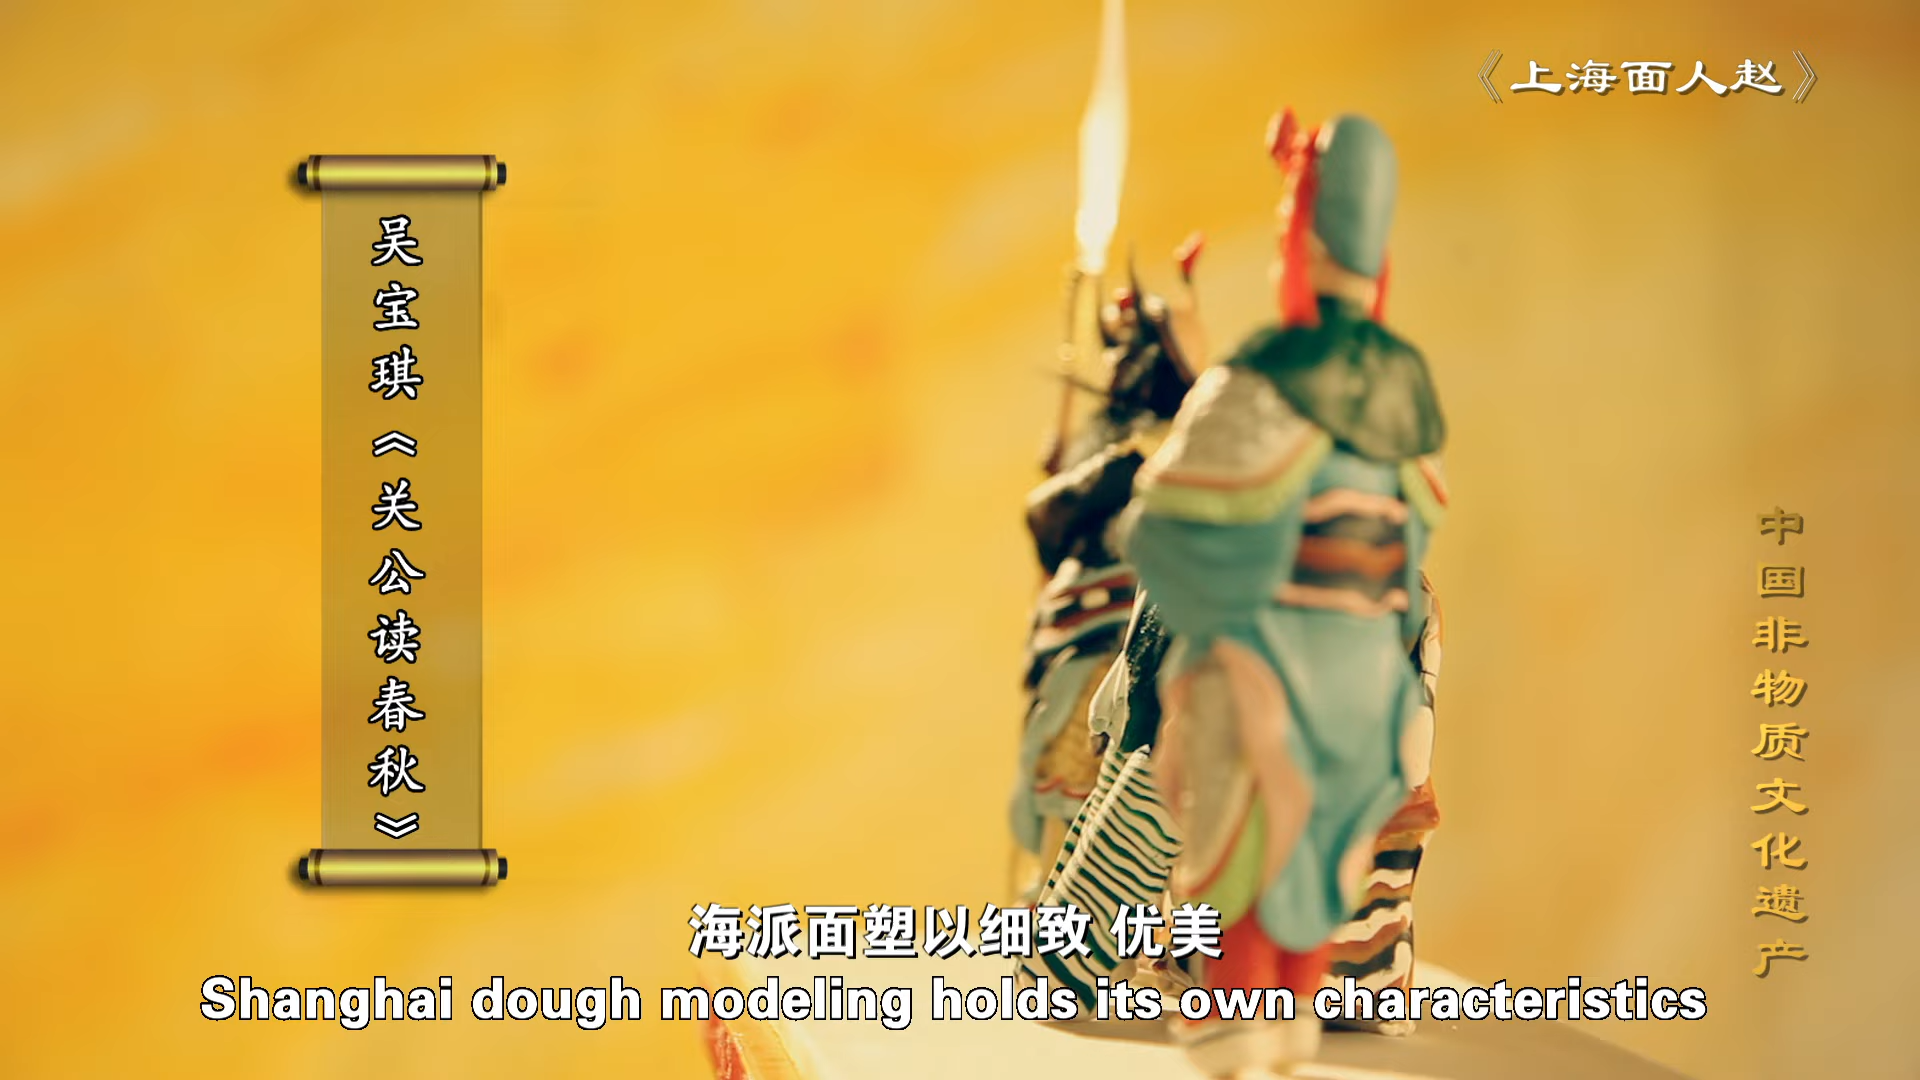 《上海面人赵》
吴宝琪《关公读春秋》
中国非物质文化遗产
海派面塑以细致 优美
Shanghai dough modeling holds its own characteristics